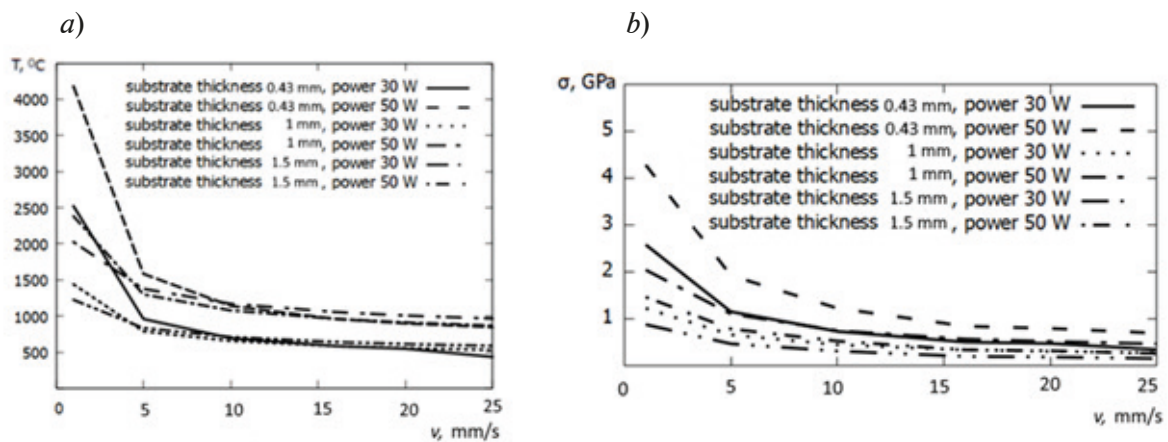 a)
T, °C
4000
3500
3000
2500
2000
1500
1000
500
substrate thickness 0.43 mm, power 30 W
substrate thickness 0.43 mm, power 50 W
substrate thickness 1 mm, power 30 W
substrate thickness 1 mm, power 50 W
substrate thickness 1.5 mm, power 30 W
substrate thickness 1.5 mm, power 50 W
0 5 10 15 20 25
v, mm/s
b)
σ, GPa
5
4
3
2
1
substrate thickness 0.43 mm, power 30 W
substrate thickness 0.43 mm, power 50 W
substrate thickness 1 mm, power 30 W
substrate thickness 1 mm, power 50 W
substrate thickness 1.5 mm, power 30 W
substrate thickness 1.5 mm, power 50 W
0 5 10 15 20 25
v, mm/s